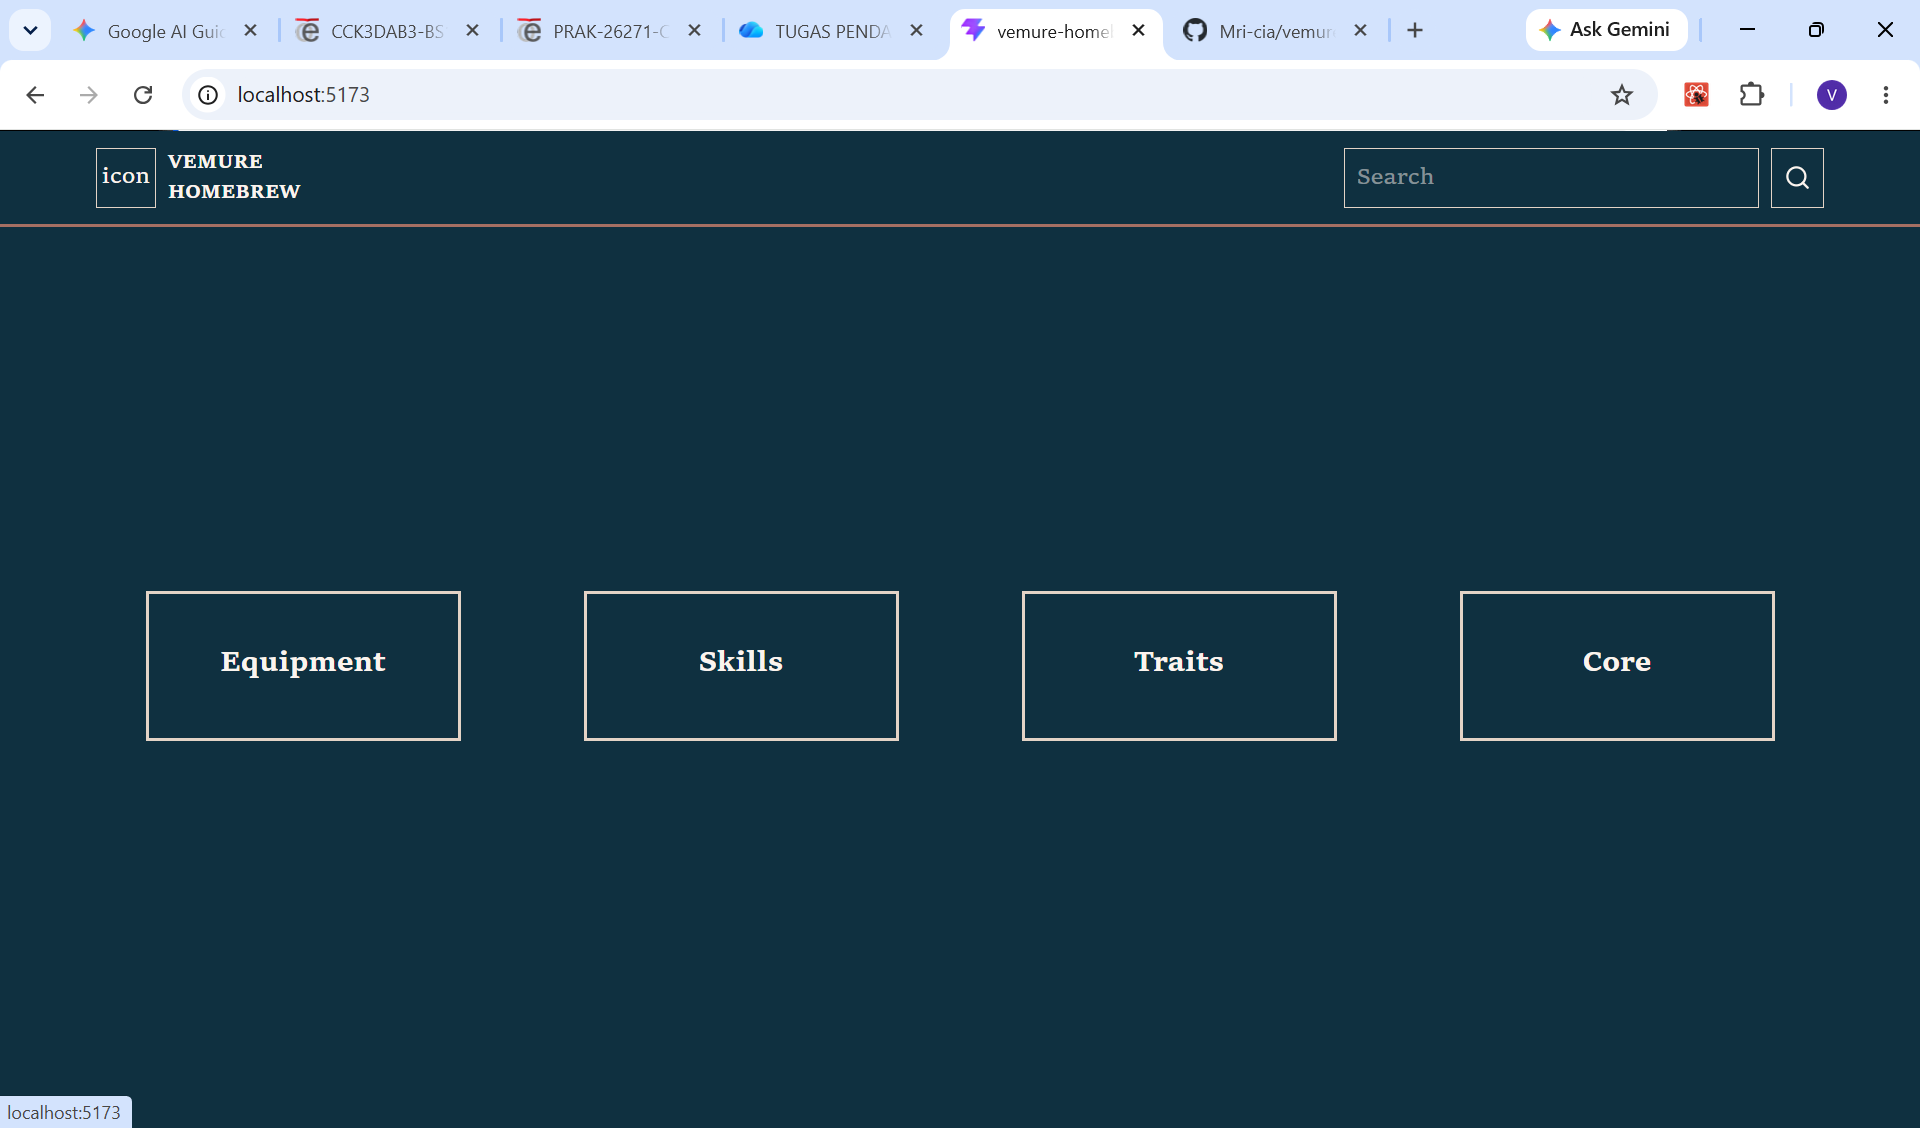 Google AI Gui
CCK3DAB3-BS
PRAK-26271-C
TUGAS PENDA
vemure-home
Mri-cia/vemur
Ask Gemini
localhost:5173
V
icon
VEMURE
HOMEBREW
Search
Equipment
Skills
Traits
Core
localhost:5173